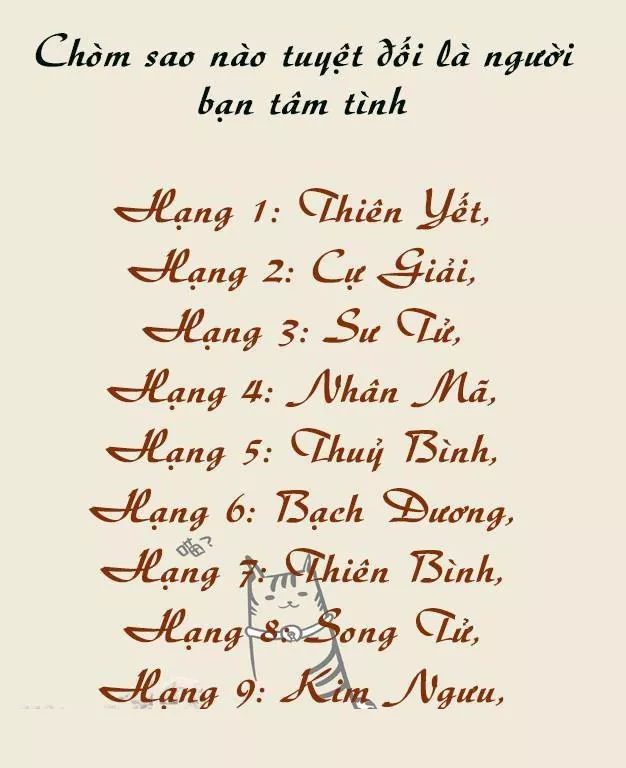 Chòm sao nào tuyệt đối là người
bạn tâm tình
Hạng 1: Thiên Yết,
Hạng 2: Cự Giải,
Hạng 3: Sư Tử,
Hạng 4: Nhân Mã,
Hạng 5: Thuỷ Bình,
Hạng 6: Bạch Dương,
喵?
Hạng 7: Thiên Bình,
Hạng 8: Song Tử,
Hạng 9: Kim Ngưu,